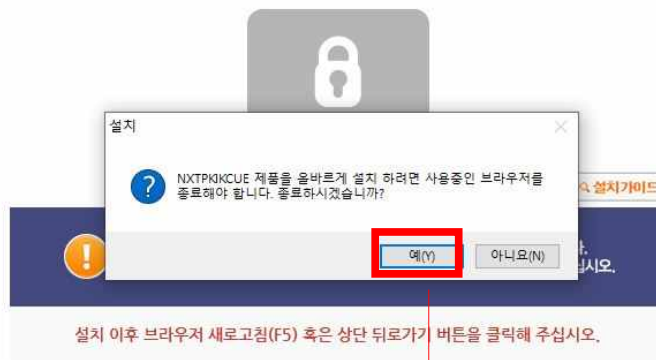 설치
NXTPKIKCUE 제품을 올바르게 설치 하려면 사용중인 브라우저를
종료해야 합니다. 종료하시겠습니까?
설치가이드
예(Y)
아니요(N)
십시오.
설치 이후 브라우저 새로고침(F5) 혹은 상단 뒤로가기 버튼을 클릭해 주십시오.